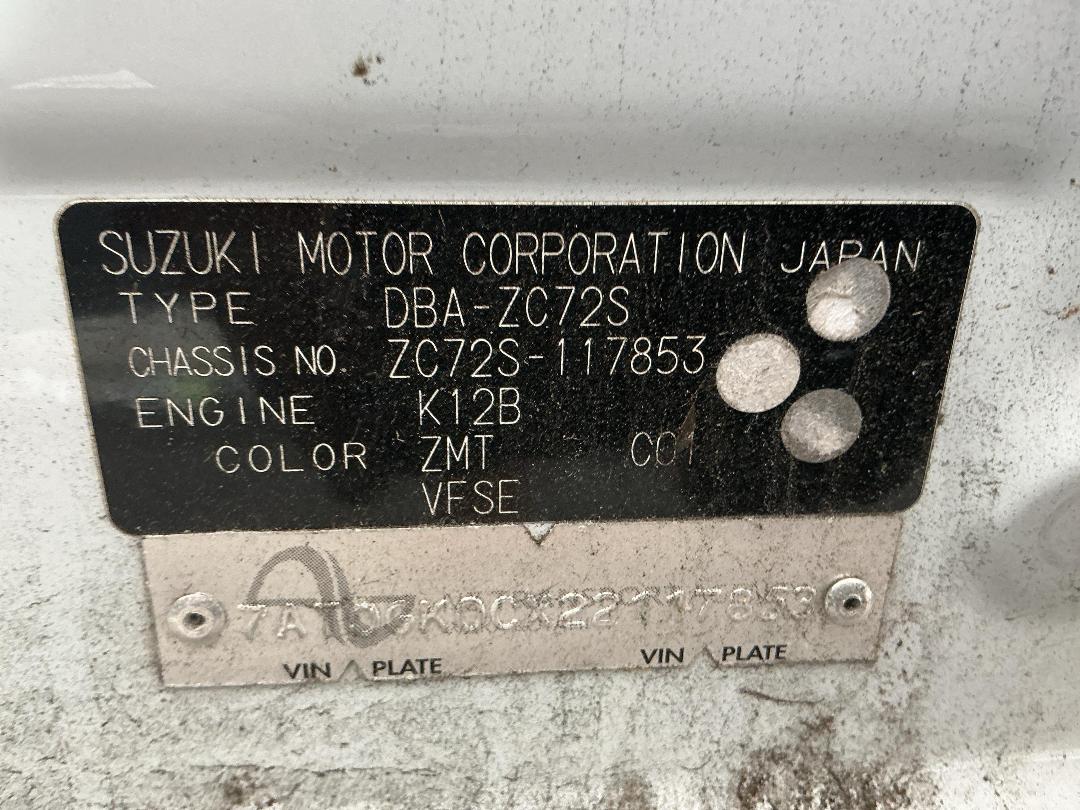 SUZUKI MOTOR CORPORATION JAPAN
TYPE DBA-ZC72S
CHASSIS NO. ZC72S-117853
ENGINE K12B
COLOR ZMT C01
VFSE
7AT0GK0CX22117853
VIN PLATE VIN PLATE